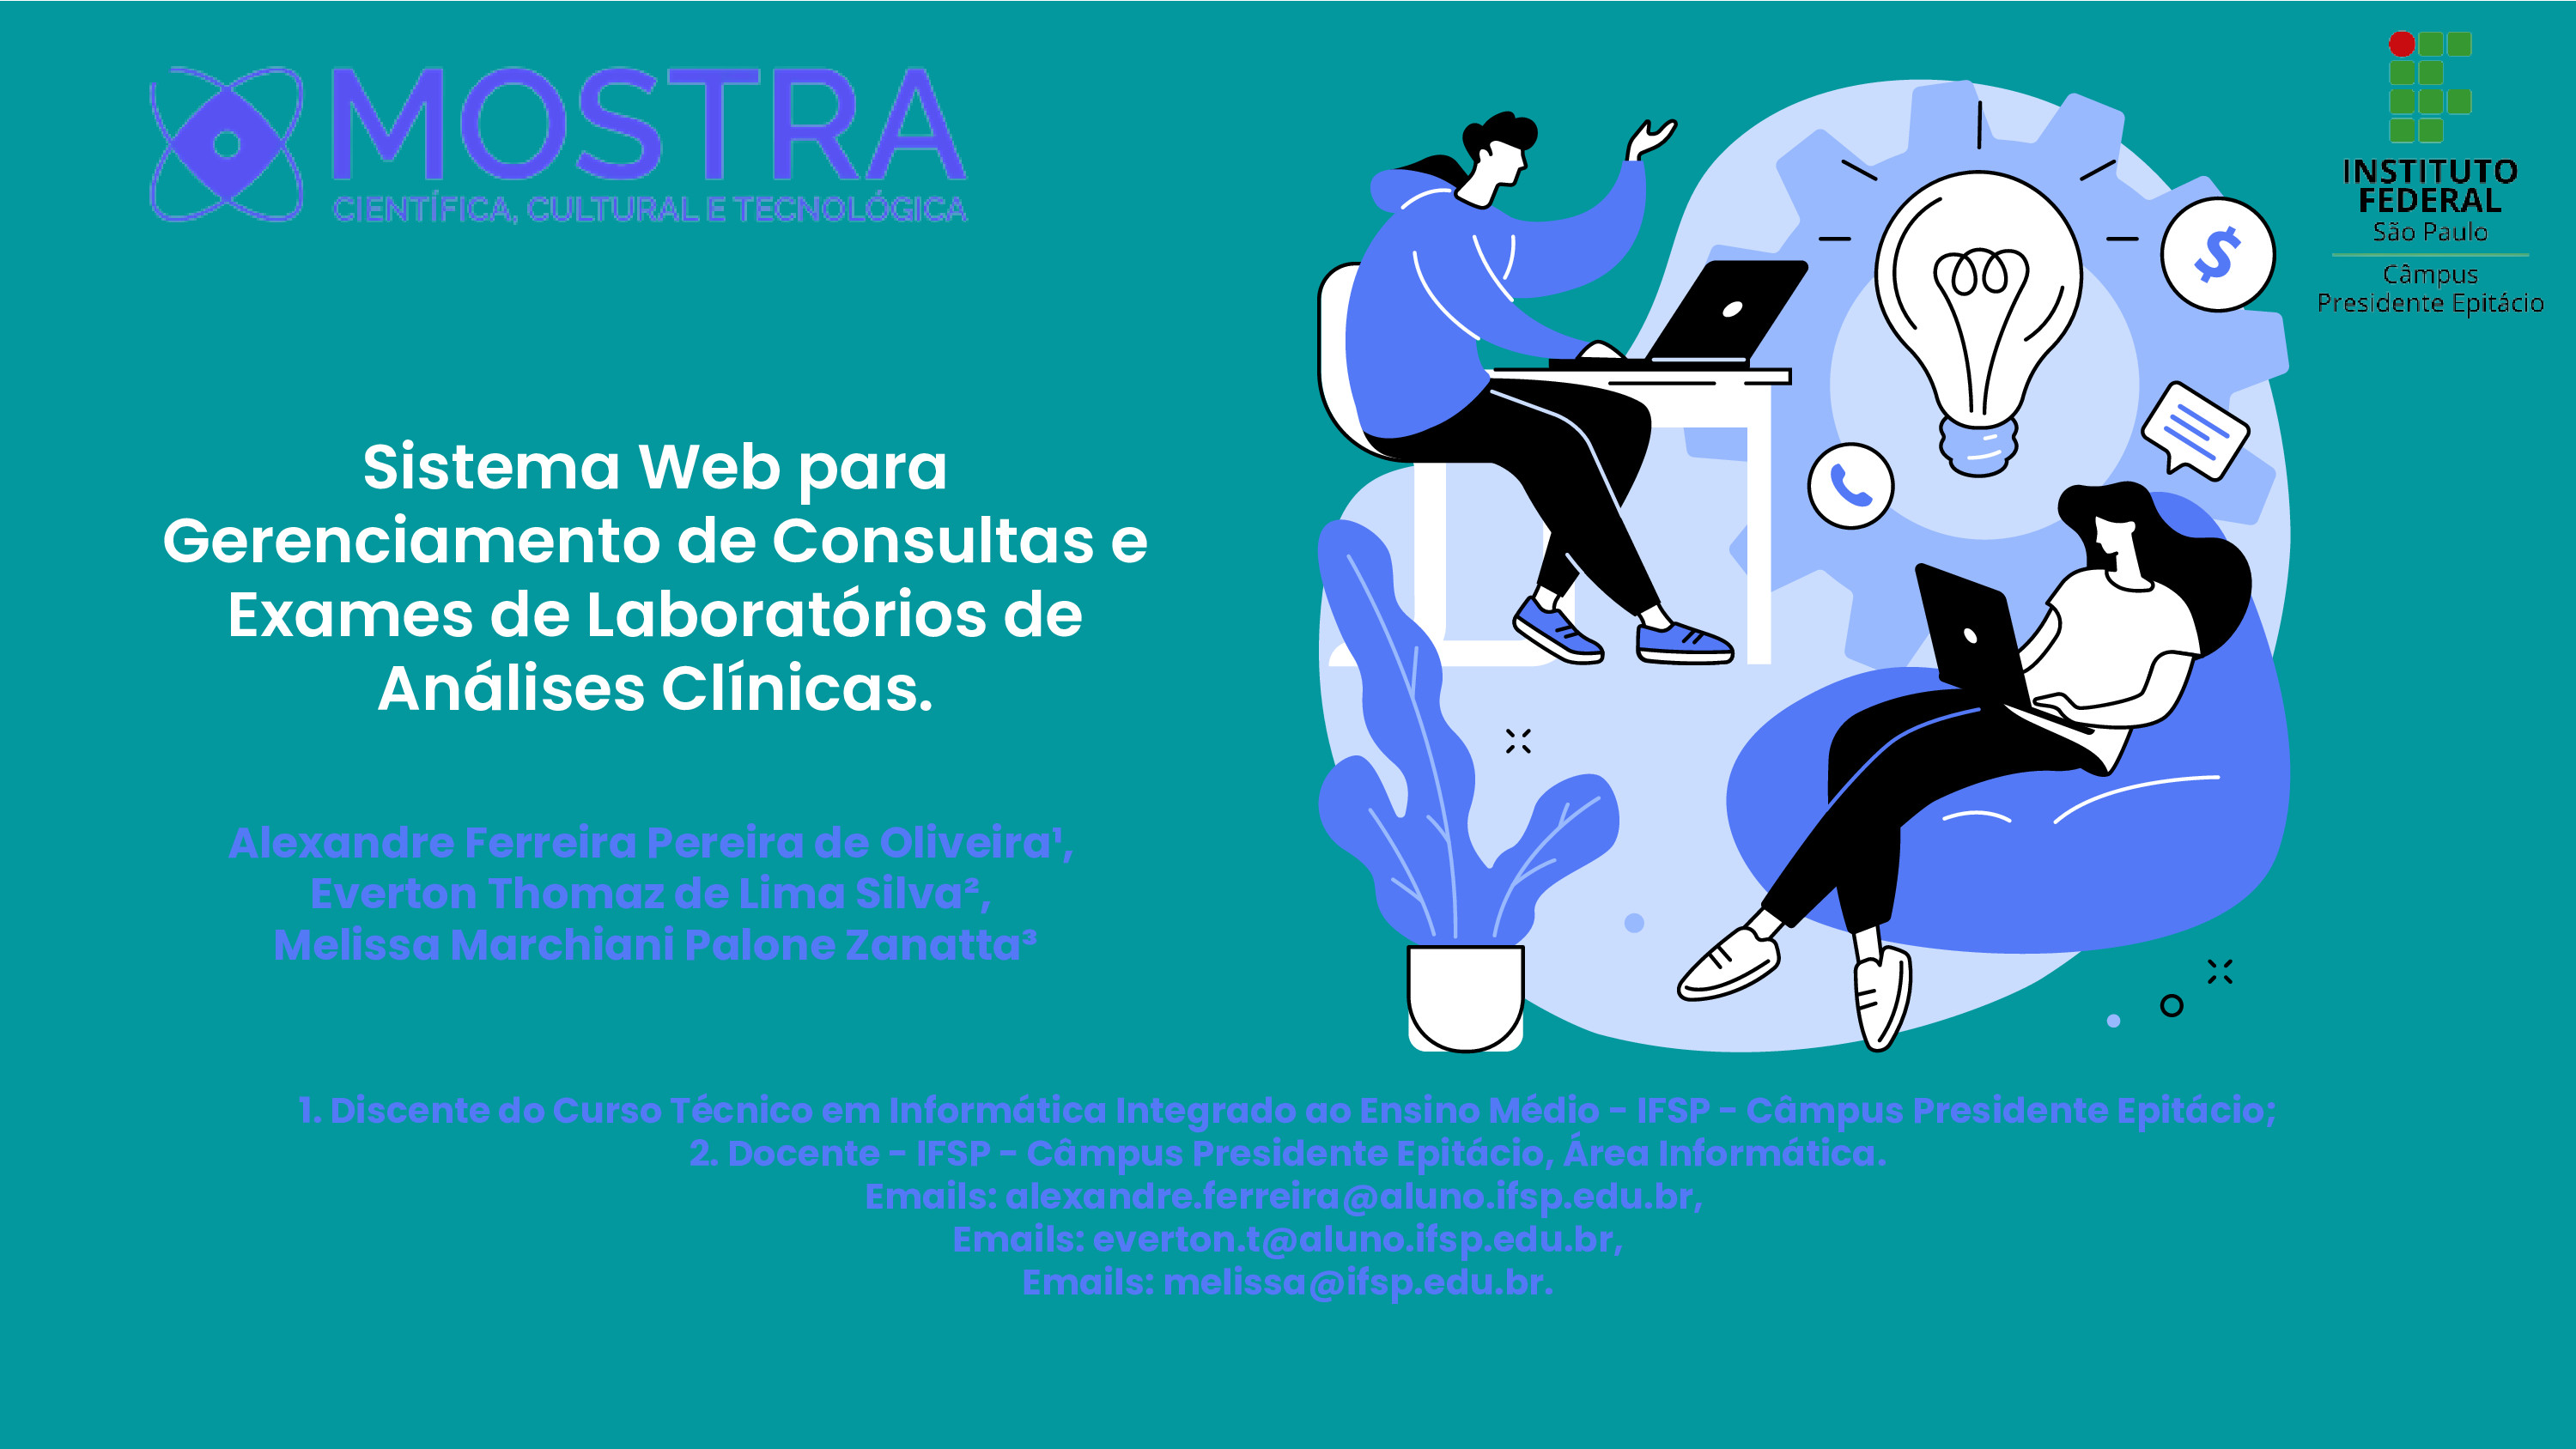 MOSTRA
CIENTÍFICA, CULTURAL E TECNOLÓGICA
INSTITUTO
FEDERAL
São Paulo
Câmpus
Presidente Epitácio
$
Sistema Web para
Gerenciamento de Consultas e
Exames de Laboratórios de
Análises Clínicas.
Alexandre Ferreira Pereira de Oliveira¹,
Everton Thomaz de Lima Silva²,
Melissa Marchiani Palone Zanatta³
1. Discente do Curso Técnico em Informática Integrado ao Ensino Médio - IFSP - Câmpus Presidente Epitácio;
2. Docente - IFSP - Câmpus Presidente Epitácio, Área Informática.
Emails: alexandre.ferreira@aluno.ifsp.edu.br,
Emails: everton.t@aluno.ifsp.edu.br,
Emails: melissa@ifsp.edu.br.